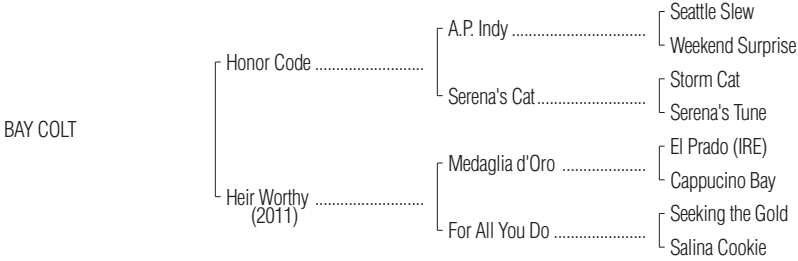 Seattle Slew
A.P. Indy ..............................
Weekend Surprise
Honor Code ........................
Storm Cat
Serena's Cat........................
Serena's Tune
BAY COLT
El Prado (IRE)
Medaglia d'Oro ...................
Cappucino Bay
Heir Worthy ........................
(2011)
Seeking the Gold
For All You Do .....................
Salina Cookie